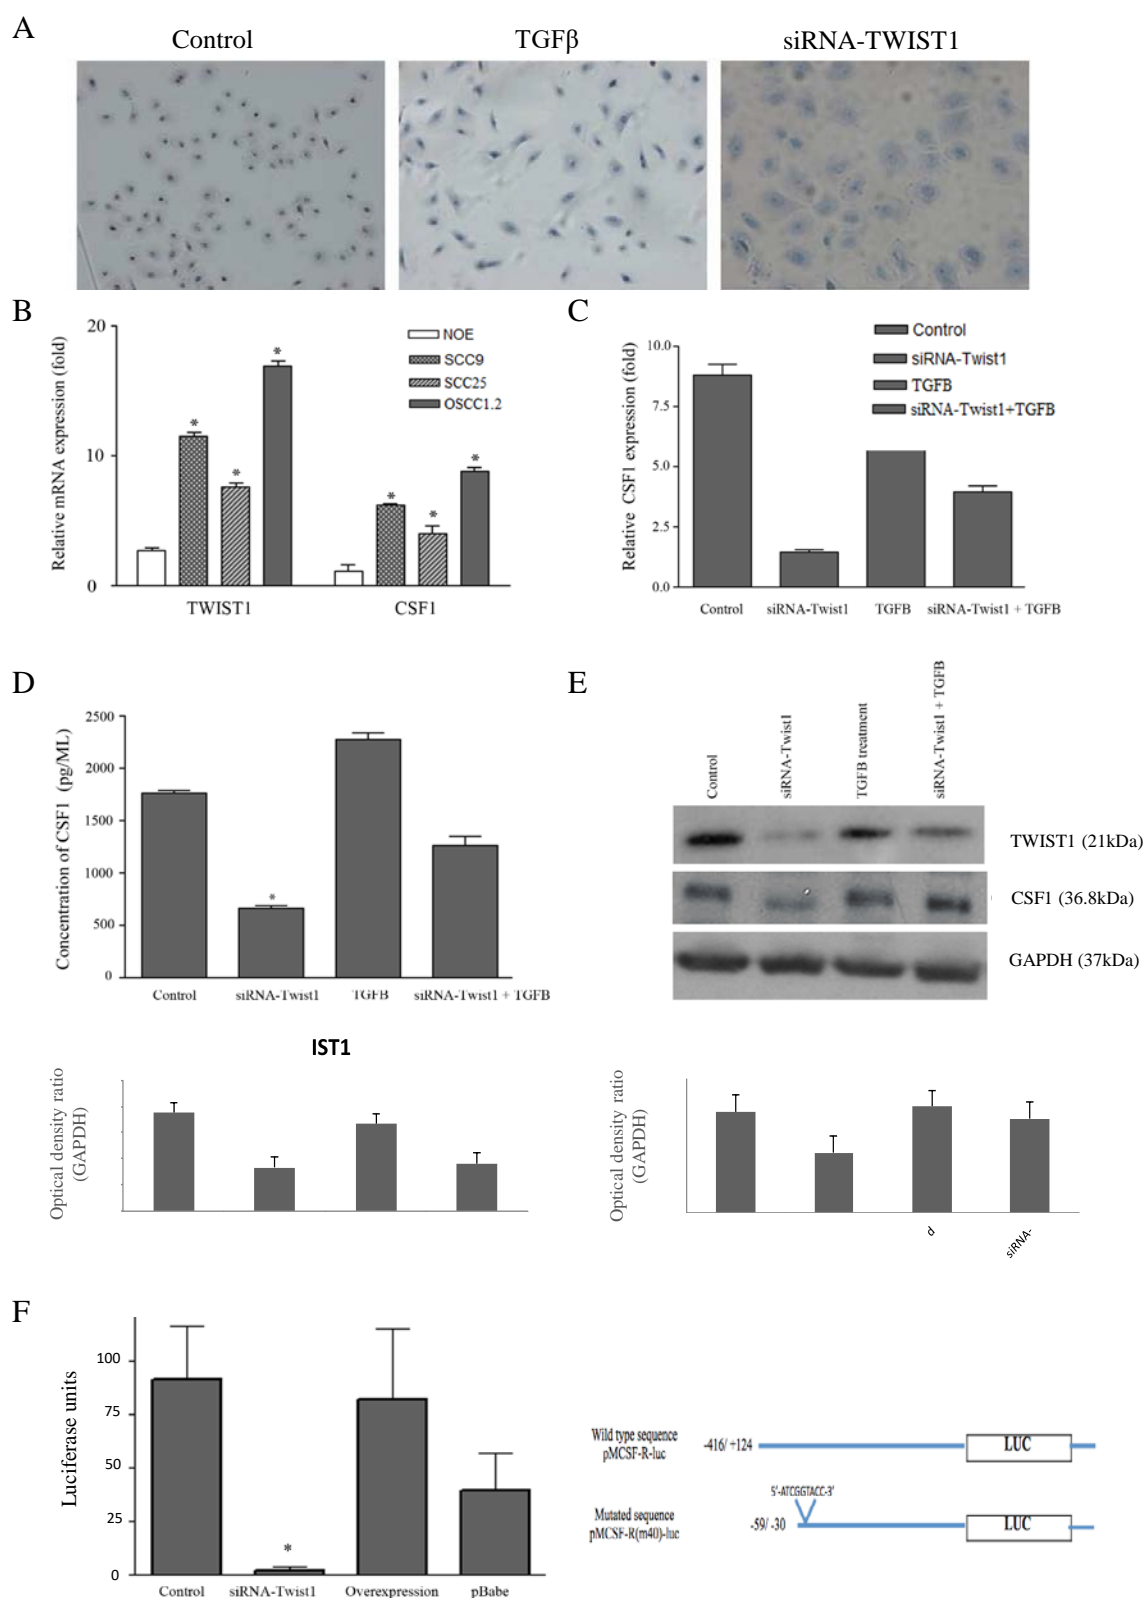 A
Control
TGFβ
siRNA-TWIST1
B
Relative mRNA expression (fold)
20
10
0
NOE
SCC9
SCC25
OSCC1.2
*
*
*
*
*
*
TWIST1
CSF1
C
Relative CSF1 expression (fold)
10.0
7.5
5.0
2.5
0.0
Control
siRNA-Twist1
TGFB
siRNA-Twist1+TGFB
Control
siRNA-Twist1
TGFB
siRNA-Twist1 + TGFB
D
Concentration of CSF1 (pg/ML)
2500
2000
1500
1000
500
0
*
Control
siRNA-Twist1
TGFB
siRNA-Twist1 + TGFB
E
Control
siRNA-Twist1
TGFB treatment
siRNA-Twist1 + TGFB
TWIST1 (21kDa)
CSF1 (36.8kDa)
GAPDH (37kDa)
IST1
Optical density ratio
(GAPDH)
Optical density ratio
(GAPDH)
d
siRNA-
F
Luciferase units
100
75
50
25
0
*
Control
siRNA-Twist1
Overexpression
pBabe
Wild type sequence
pMCSF-R-luc
-416/ +124
LUC
5'-ATCGGTACC-3'
Mutated sequence
pMCSF-R(m40)-luc
-59/ -30
LUC